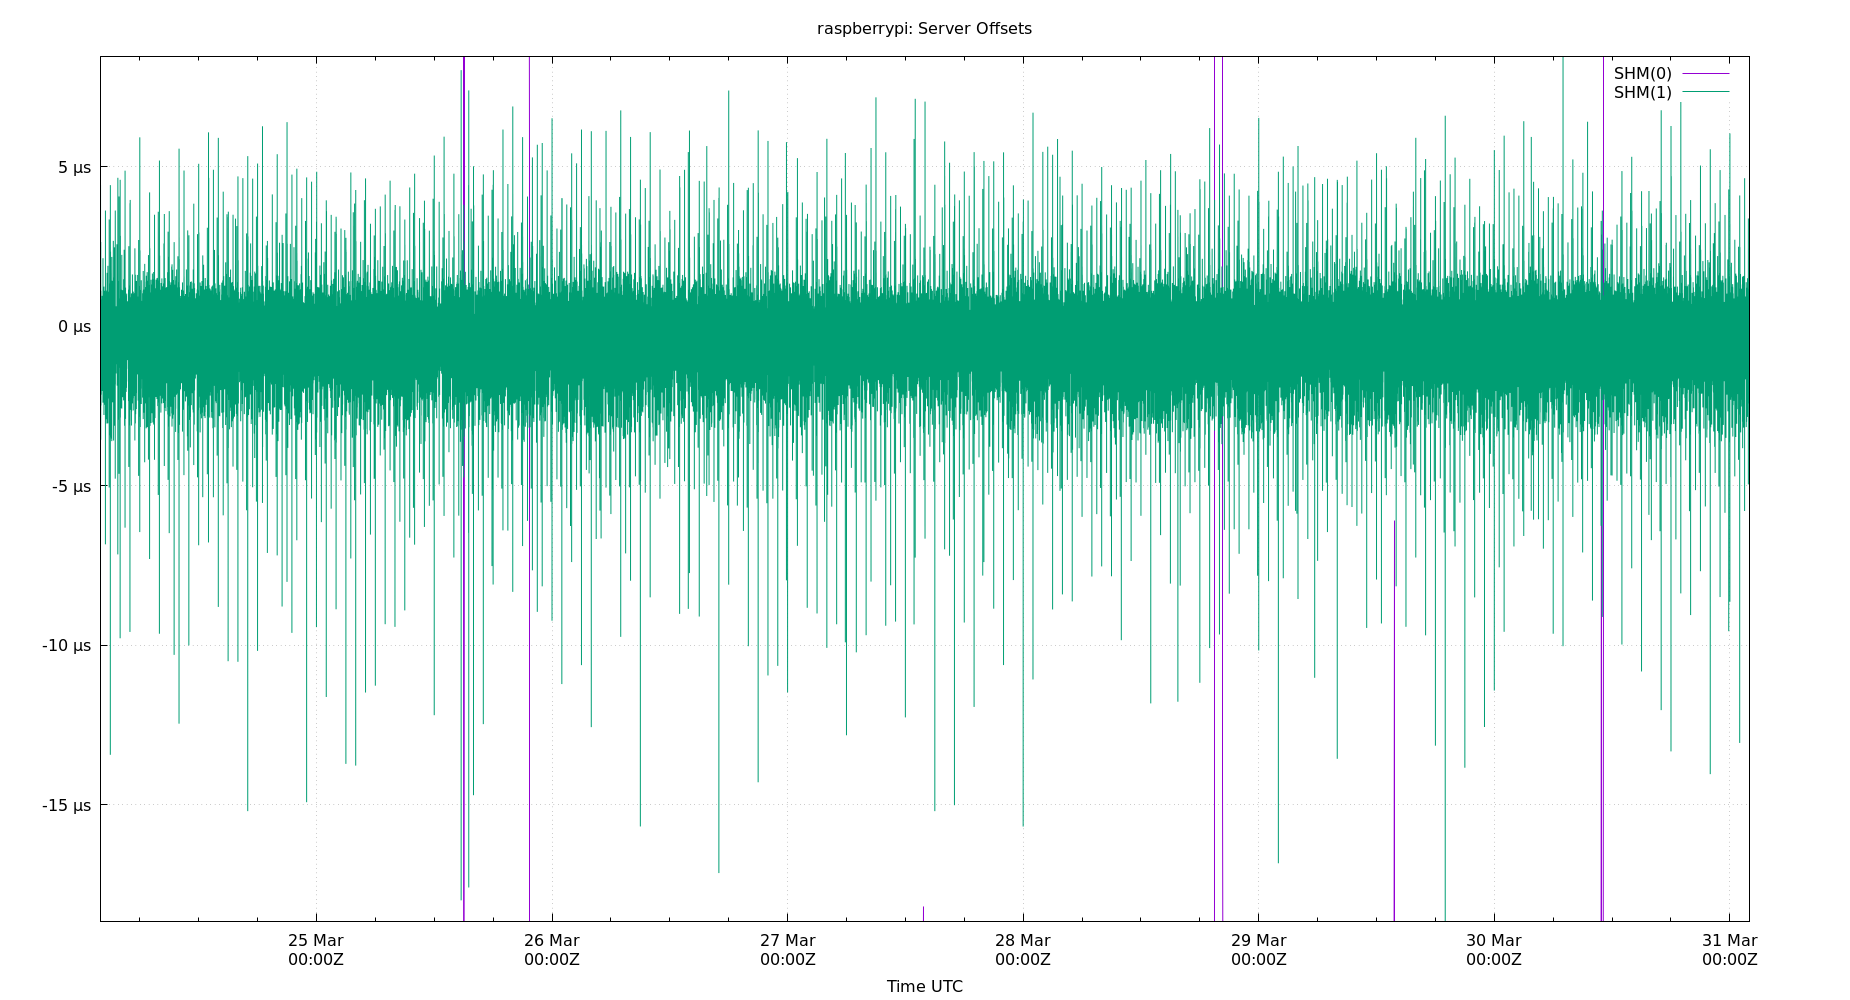 raspberrypi: Server Offsets
SHM(0)
SHM(1)
5 µs
0 µs
-5 µs
-10 µs
-15 µs
25 Mar
00:00Z
26 Mar
00:00Z
27 Mar
00:00Z
28 Mar
00:00Z
29 Mar
00:00Z
30 Mar
00:00Z
31 Mar
00:00Z
Time UTC